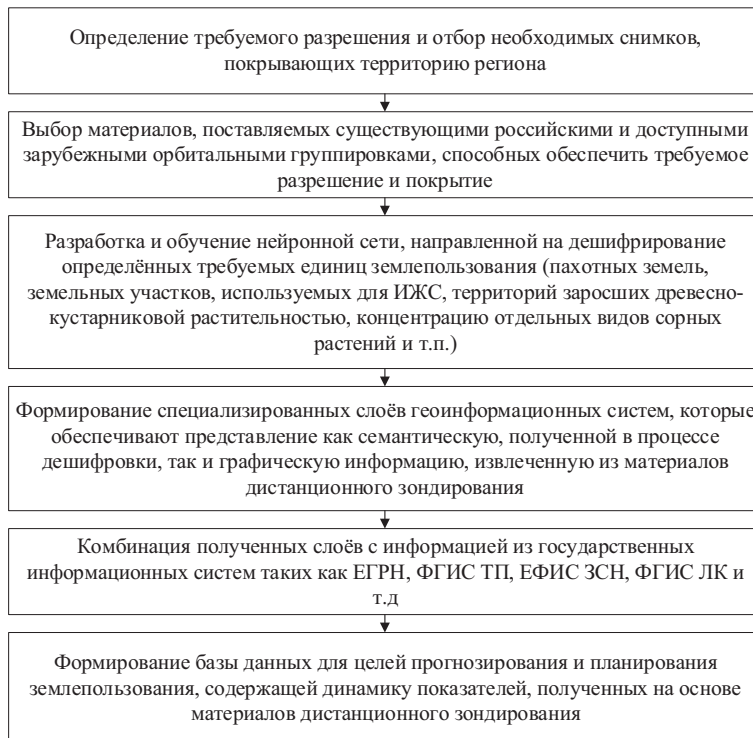 Определение требуемого разрешения и отбор необходимых снимков,
покрывающих территорию региона
Выбор материалов, поставляемых существующими российскими и доступными
зарубежными орбитальными группировками, способных обеспечить требуемое
разрешение и покрытие
Разработка и обучение нейронной сети, направленной на дешифрирование
определённых требуемых единиц землепользования (пахотных земель,
земельных участков, используемых для ИЖС, территорий заросших древесно-
кустарниковой растительностью, концентрацию отдельных видов сорных
растений и т.п.)
Формирование специализированных слоёв геоинформационных систем, которые
обеспечивают представление как семантическую, полученной в процессе
дешифровки, так и графическую информацию, извлеченную из материалов
дистанционного зондирования
Комбинация полученных слоёв с информацией из государственных
информационных систем таких как ЕГРН, ФГИС ТП, ЕФИС ЗСН, ФГИС ЛК и
т.д
Формирование базы данных для целей прогнозирования и планирования
землепользования, содержащей динамику показателей, полученных на основе
материалов дистанционного зондирования